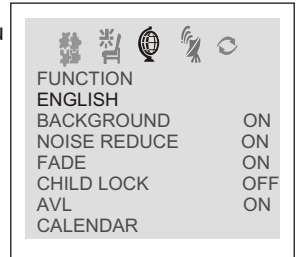 u
FUNCTION
ENGLISH
BACKGROUND ON
NOISE REDUCE ON
FADE ON
CHILD LOCK OFF
AVL ON
CALENDAR